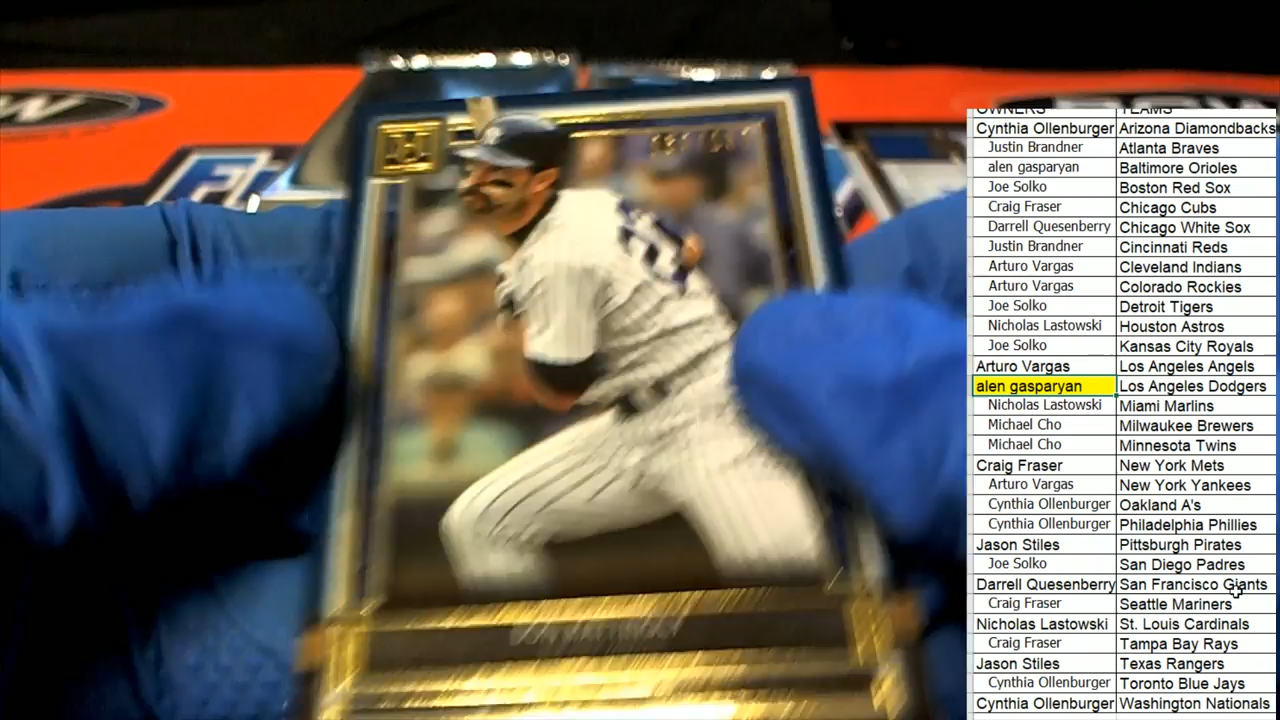 OWNERS TEAMS
Cynthia Ollenburger Arizona Diamondbacks
Justin Brandner Atlanta Braves
alen gasparyan Baltimore Orioles
Joe Solko Boston Red Sox
Craig Fraser Chicago Cubs
Darrell Quesenberry Chicago White Sox
Justin Brandner Cincinnati Reds
Arturo Vargas Cleveland Indians
Arturo Vargas Colorado Rockies
Joe Solko Detroit Tigers
Nicholas Lastowski Houston Astros
Joe Solko Kansas City Royals
Arturo Vargas Los Angeles Angels
alen gasparyan Los Angeles Dodgers
Nicholas Lastowski Miami Marlins
Michael Cho Milwaukee Brewers
Michael Cho Minnesota Twins
Craig Fraser New York Mets
Arturo Vargas New York Yankees
Cynthia Ollenburger Oakland A's
Cynthia Ollenburger Philadelphia Phillies
Jason Stiles Pittsburgh Pirates
Joe Solko San Diego Padres
Darrell Quesenberry San Francisco Giants
Craig Fraser Seattle Mariners
Nicholas Lastowski St. Louis Cardinals
Craig Fraser Tampa Bay Rays
Jason Stiles Texas Rangers
Cynthia Ollenburger Toronto Blue Jays
Cynthia Ollenburger Washington Nationals